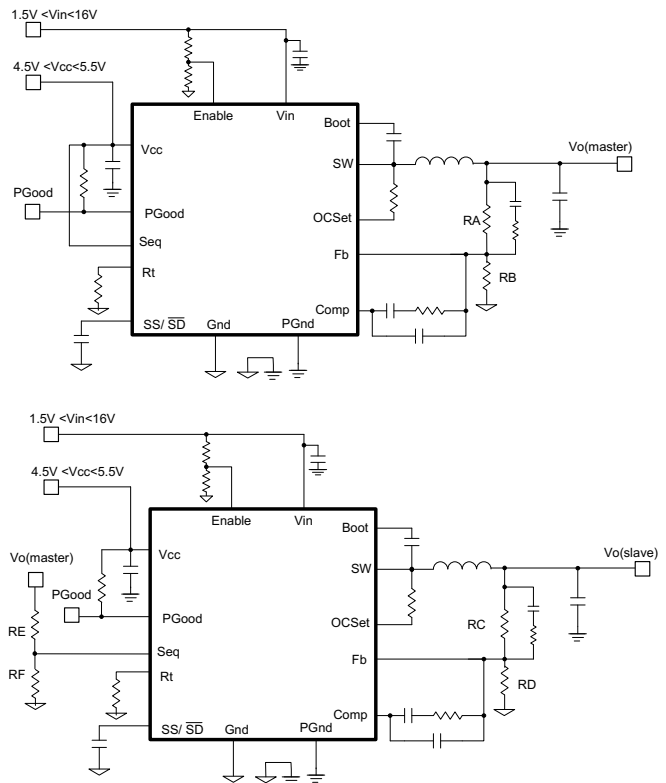 1.5V <Vin<16V
4.5V <Vcc<5.5V
Enable
Vin
Boot
Vcc
Vo(master)
SW
PGood
PGood
OCSet
RA
Seq
Fb
Rt
RB
Comp
SS/ SD
Gnd
PGnd
1.5V <Vin<16V
4.5V <Vcc<5.5V
Enable
Vin
Boot
Vo(master)
Vcc
Vo(slave)
SW
PGood
PGood
RE
OCSet
RC
Seq
Fb
RF
Rt
RD
Comp
SS/ SD
Gnd
PGnd